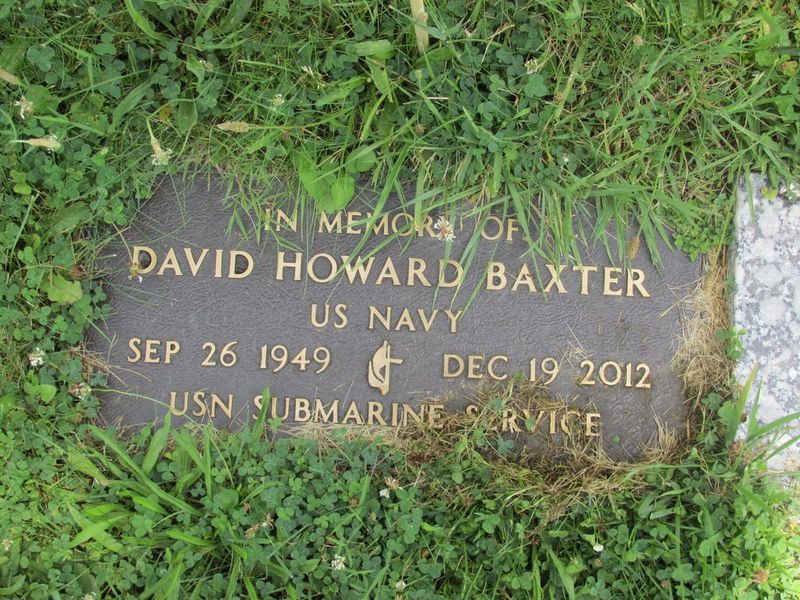 IN MEMORY OF
DAVID HOWARD BAXTER
US NAVY
SEP 26 1949 DEC 19 2012
USN SUBMARINE SERVICE